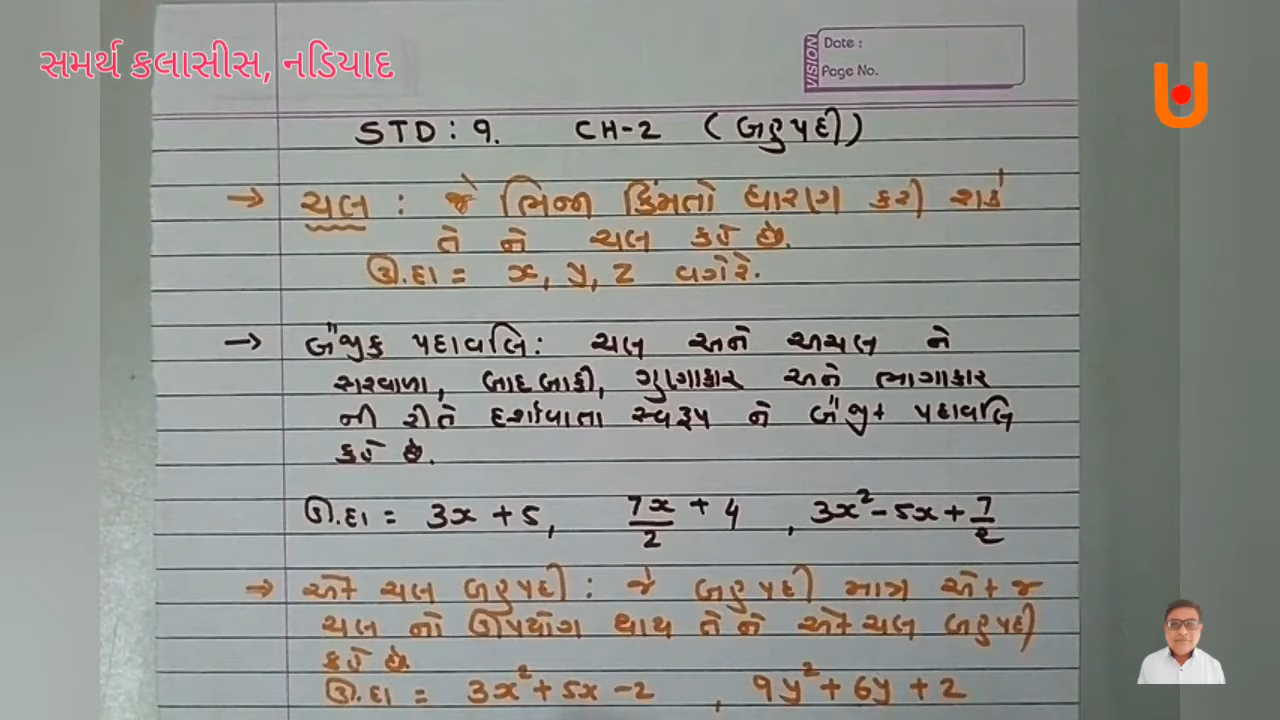 સમર્થ કલાસીસ, નડિયાદ
VISION
Date :
Page No.
STD : 9. CH-2 (બહુપદી)
→ ચલ : જે ભિન્ન કિંમતો ધારણ કરી શકે
તે ને ચલ કહે છે.
ઊ.દા = x, y, z વગેરે.
→ બૈજીક પદાવલિ : ચલ અને અચલ ને
સરવાળા, બાદબાકી, ગુણાકાર અને ભાગાકાર
ની રીતે દર્શાવાતા સ્વરૂપ ને બૈજીક પદાવલિ
કહે છે.
ઊ.દા = 3x + 5, 7x/2 + 4, 3x² - 5x + 7/2
→ એક ચલ બહુપદી : જે બહુપદી માત્ર એક જ
ચલ નો ઉપયોગ થાય તેને એક ચલ બહુપદી
કહે છે.
ઊ.દા = 3x² + 5x - 2, 9y² + 6y + 2